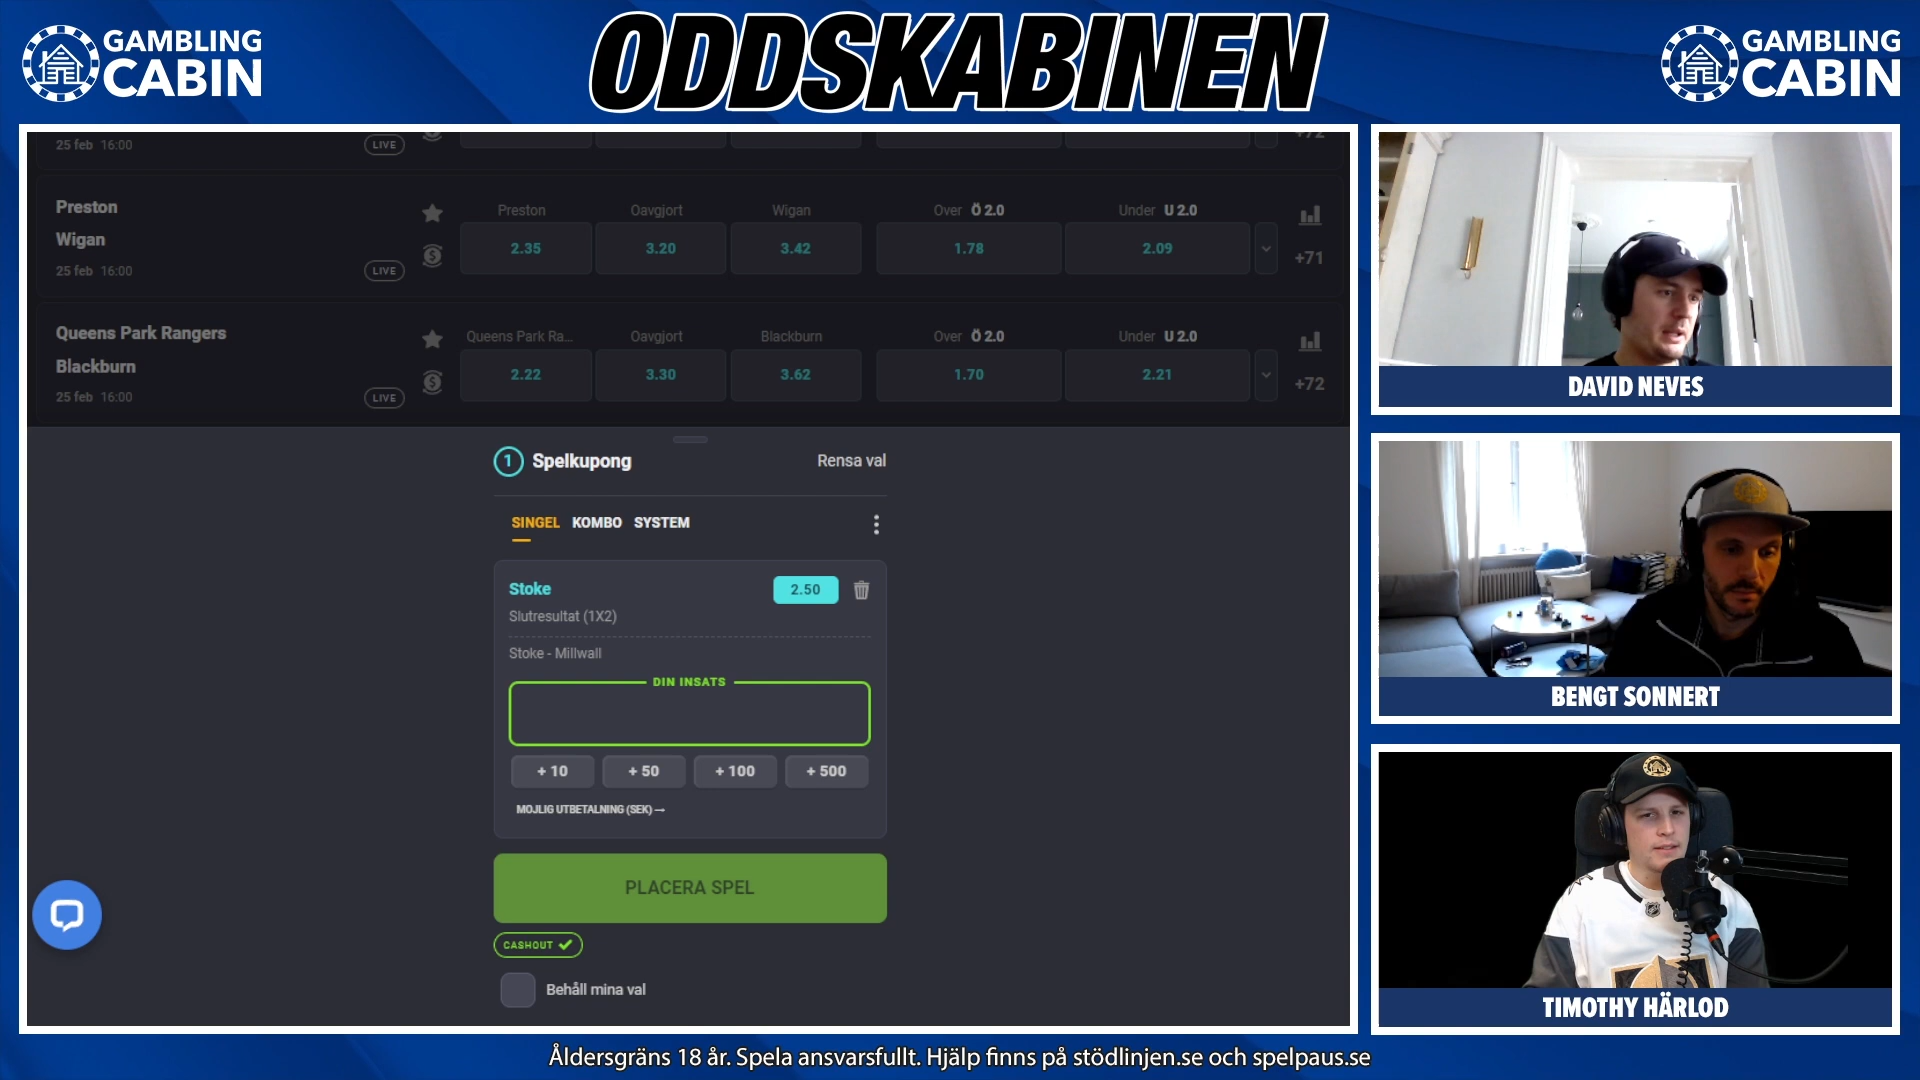 GAMBLING
CABIN
ODDSKABINEN
GAMBLING
CABIN
25 feb 16:00
LIVE
+72
Preston
Wigan
25 feb 16:00
LIVE
Preston
Oavgjort
Wigan
Over Ö 2.0
Under U 2.0
2.35
3.20
3.42
1.78
2.09
+71
Queens Park Rangers
Blackburn
25 feb 16:00
LIVE
Queens Park Ra...
Oavgjort
Blackburn
Over Ö 2.0
Under U 2.0
2.22
3.30
3.62
1.70
2.21
+72
1 Spelkupong
Rensa val
SINGEL KOMBO SYSTEM
Stoke
2.50
Slutresultat (1X2)
Stoke - Millwall
DIN INSATS
+ 10
+ 50
+ 100
+ 500
MÖJLIG UTBETALNING (SEK)
PLACERA SPEL
CASHOUT
Behåll mina val
DAVID NEVES
BENGT SONNERT
TIMOTHY HÄRLOD
Åldersgräns 18 år. Spela ansvarsfullt. Hjälp finns på stödlinjen.se och spelpaus.se